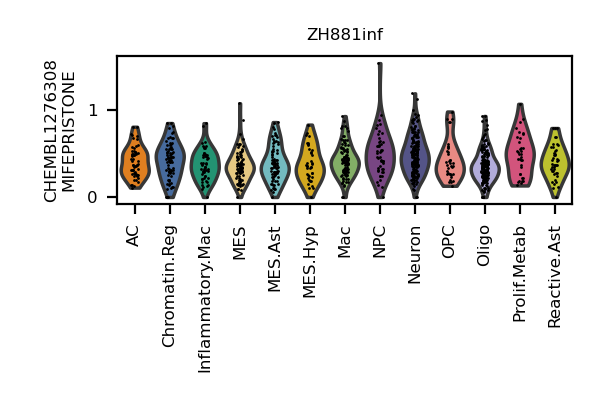 ZH881inf
CHEMBL1276308
MIFEPRISTONE
1
0
AC
Chromatin.Reg
Inflammatory.Mac
MES
MES.Ast
MES.Hyp
Mac
NPC
Neuron
OPC
Oligo
Prolif.Metab
Reactive.Ast